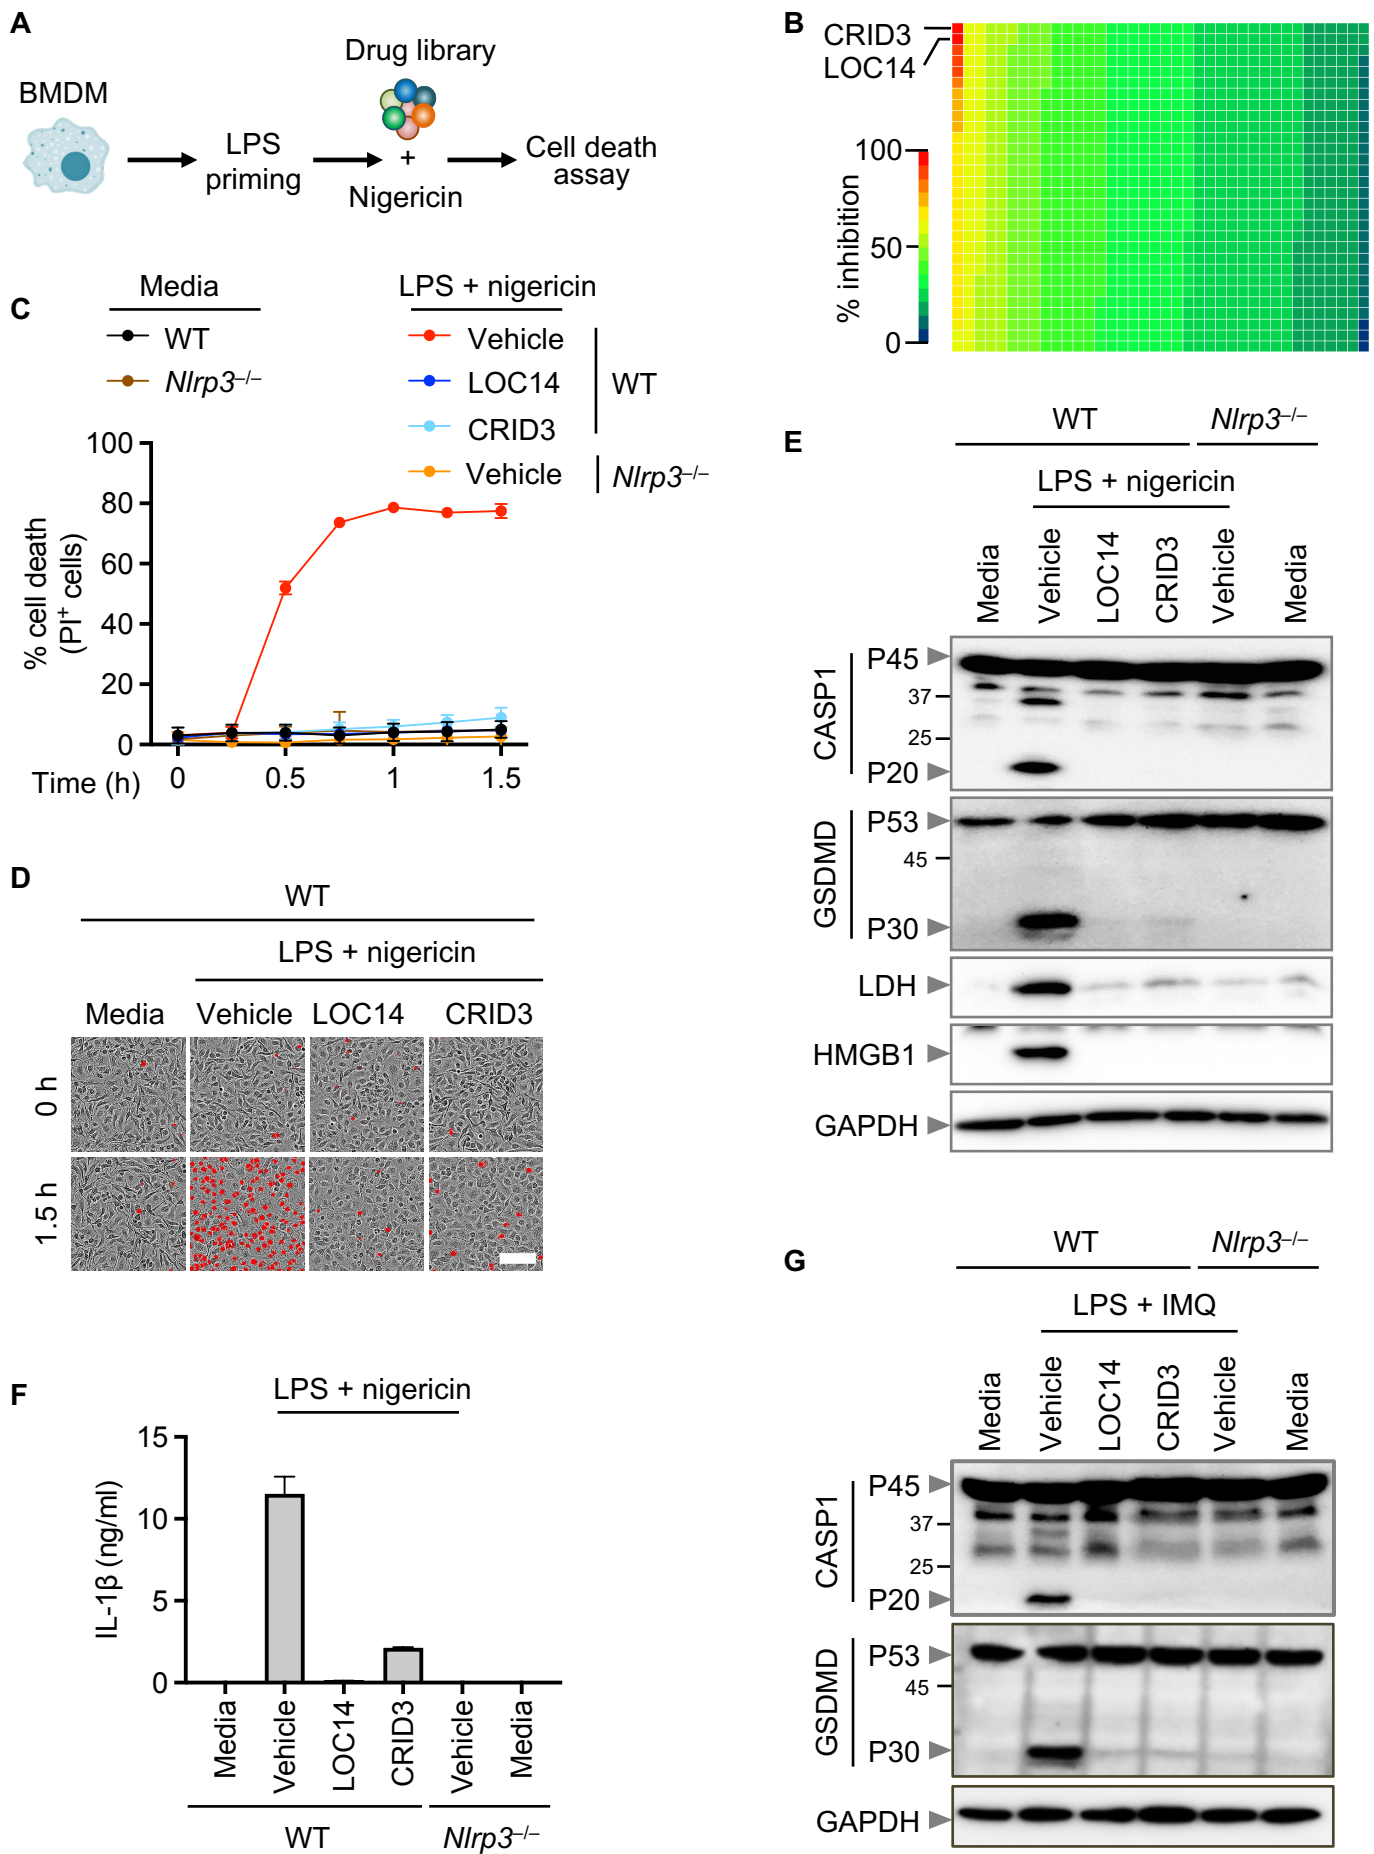 A
BMDM
LPS
priming
Drug library
+
Nigericin
Cell death
assay
B
CRID3
LOC14
% inhibition
100
50
0
C
Media
WT
Nlrp3–/–
LPS + nigericin
Vehicle
LOC14
CRID3
WT
Vehicle
Nlrp3–/–
% cell death
(PI+ cells)
100
80
60
40
20
0
Time (h)
0
0.5
1
1.5
D
WT
LPS + nigericin
Media
Vehicle
LOC14
CRID3
0 h
1.5 h
E
WT
Nlrp3–/–
LPS + nigericin
Media
Vehicle
LOC14
CRID3
Vehicle
Media
CASP1
P45
37
25
P20
GSDMD
P53
45
P30
LDH
HMGB1
GAPDH
F
LPS + nigericin
IL-1β (ng/ml)
15
10
5
0
Media
Vehicle
LOC14
CRID3
Vehicle
Media
WT
Nlrp3–/–
G
WT
Nlrp3–/–
LPS + IMQ
Media
Vehicle
LOC14
CRID3
Vehicle
Media
CASP1
P45
37
25
P20
GSDMD
P53
45
P30
GAPDH